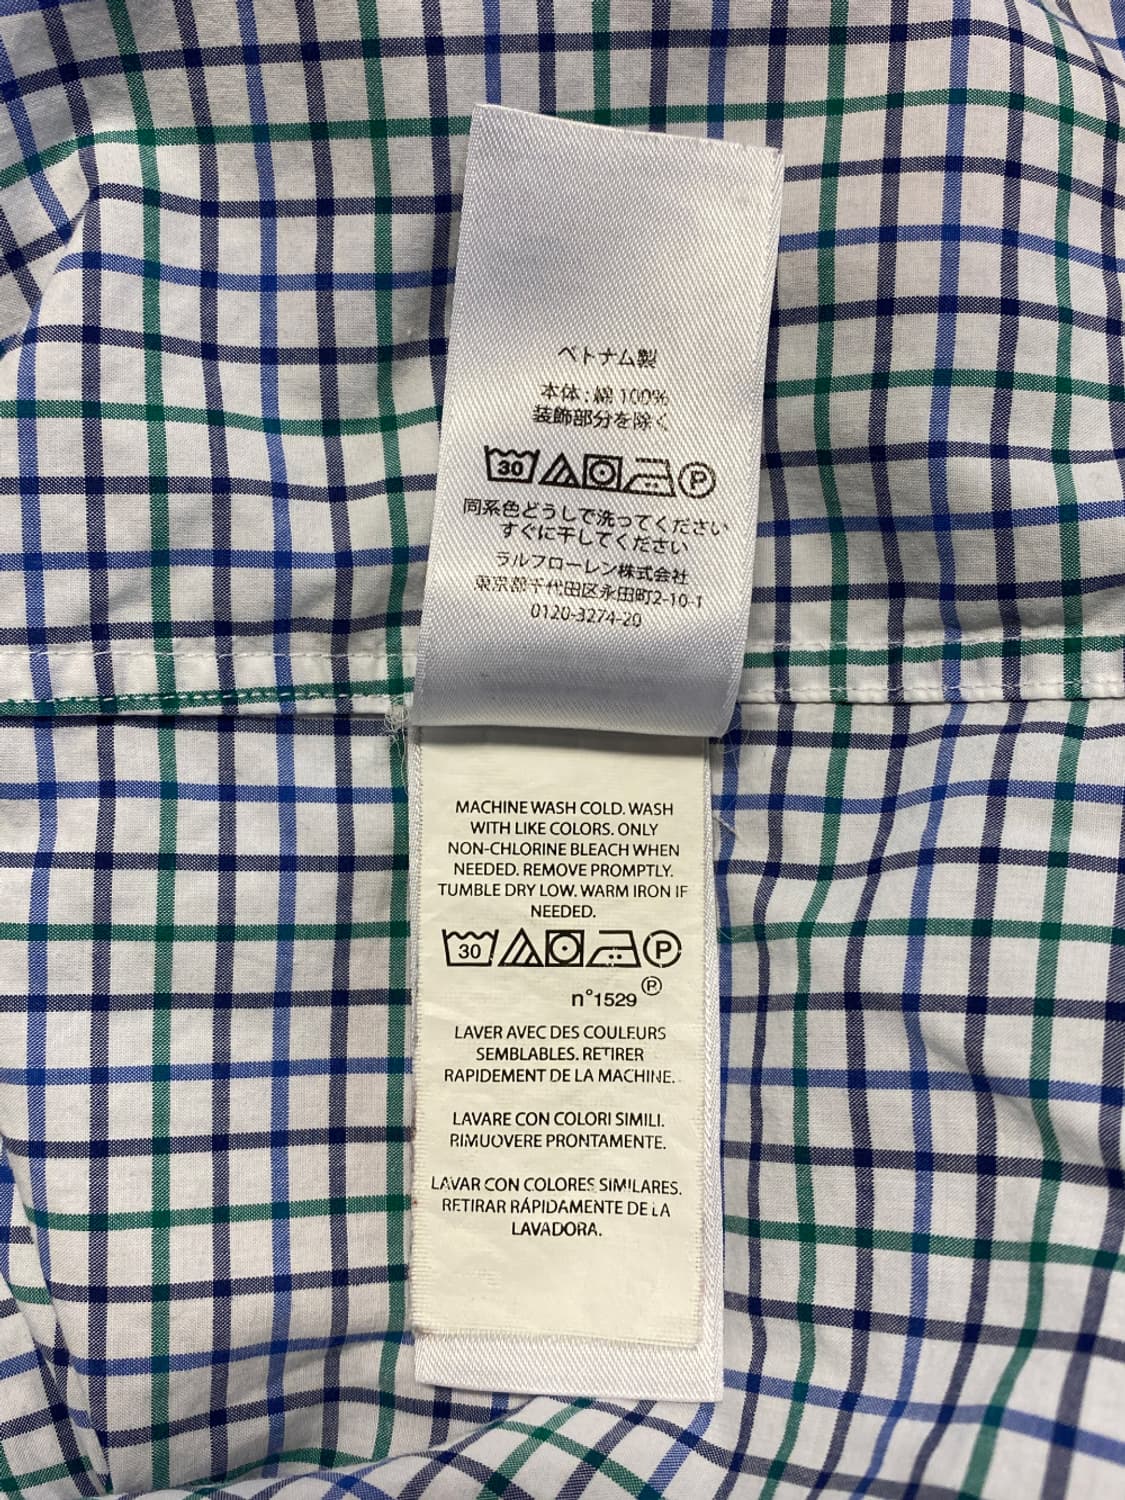 ベトナム製
本体:綿 100%
装飾部分を除く
30 P
同系色どうしで洗ってください
すぐに干してください
ラルフローレン株式会社
東京都千代田区永田町2-10-1
0120-3274-20
MACHINE WASH COLD. WASH
WITH LIKE COLORS. ONLY
NON-CHLORINE BLEACH WHEN
NEEDED. REMOVE PROMPTLY.
TUMBLE DRY LOW. WARM IRON IF
NEEDED.
30 P
n°1529 Ⓟ
LAVER AVEC DES COULEURS
SEMBLABLES. RETIRER
RAPIDEMENT DE LA MACHINE.
LAVARE CON COLORI SIMILI.
RIMUOVERE PRONTAMENTE.
LAVAR CON COLORES SIMILARES.
RETIRAR RÁPIDAMENTE DE LA
LAVADORA.